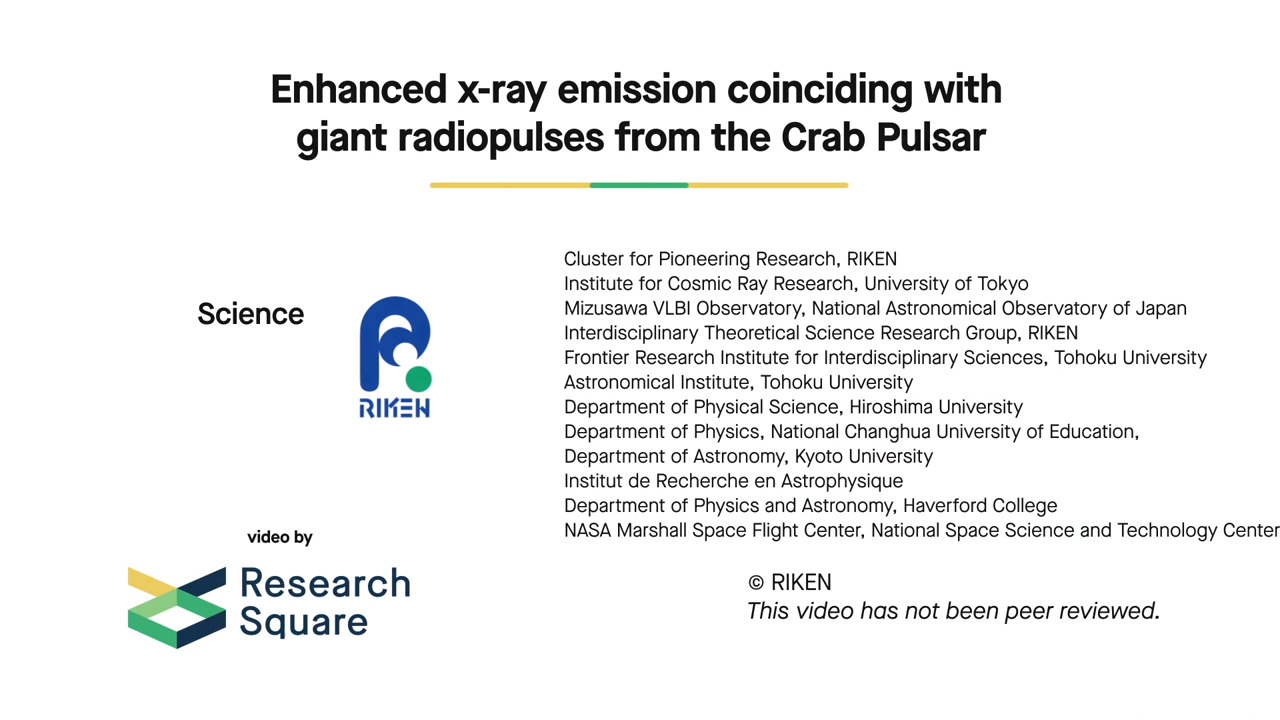 Enhanced x-ray emission coinciding with
giant radiopulses from the Crab Pulsar
Science
RIKEN
Cluster for Pioneering Research, RIKEN
Institute for Cosmic Ray Research, University of Tokyo
Mizusawa VLBI Observatory, National Astronomical Observatory of Japan
Interdisciplinary Theoretical Science Research Group, RIKEN
Frontier Research Institute for Interdisciplinary Sciences, Tohoku University
Astronomical Institute, Tohoku University
Department of Physical Science, Hiroshima University
Department of Physics, National Changhua University of Education,
Department of Astronomy, Kyoto University
Institut de Recherche en Astrophysique
Department of Physics and Astronomy, Haverford College
NASA Marshall Space Flight Center, National Space Science and Technology Center
video by
Research
Square
© RIKEN
This video has not been peer reviewed.